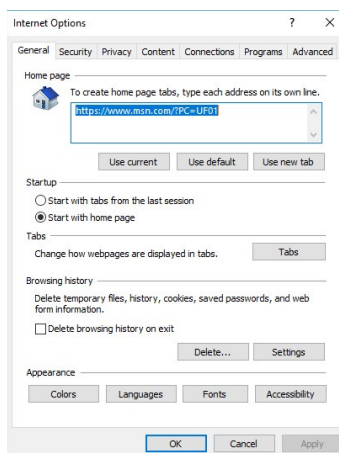 Internet Options ? X
General Security Privacy Content Connections Programs Advanced
Home page
To create home page tabs, type each address on its own line.
https://www.msn.com/?PC=UF01
Use current Use default Use new tab
Startup
Start with tabs from the last session
Start with home page
Tabs
Change how webpages are displayed in tabs. Tabs
Browsing history
Delete temporary files, history, cookies, saved passwords, and web
form information.
Delete browsing history on exit
Delete... Settings
Appearance
Colors Languages Fonts Accessibility
OK Cancel Apply